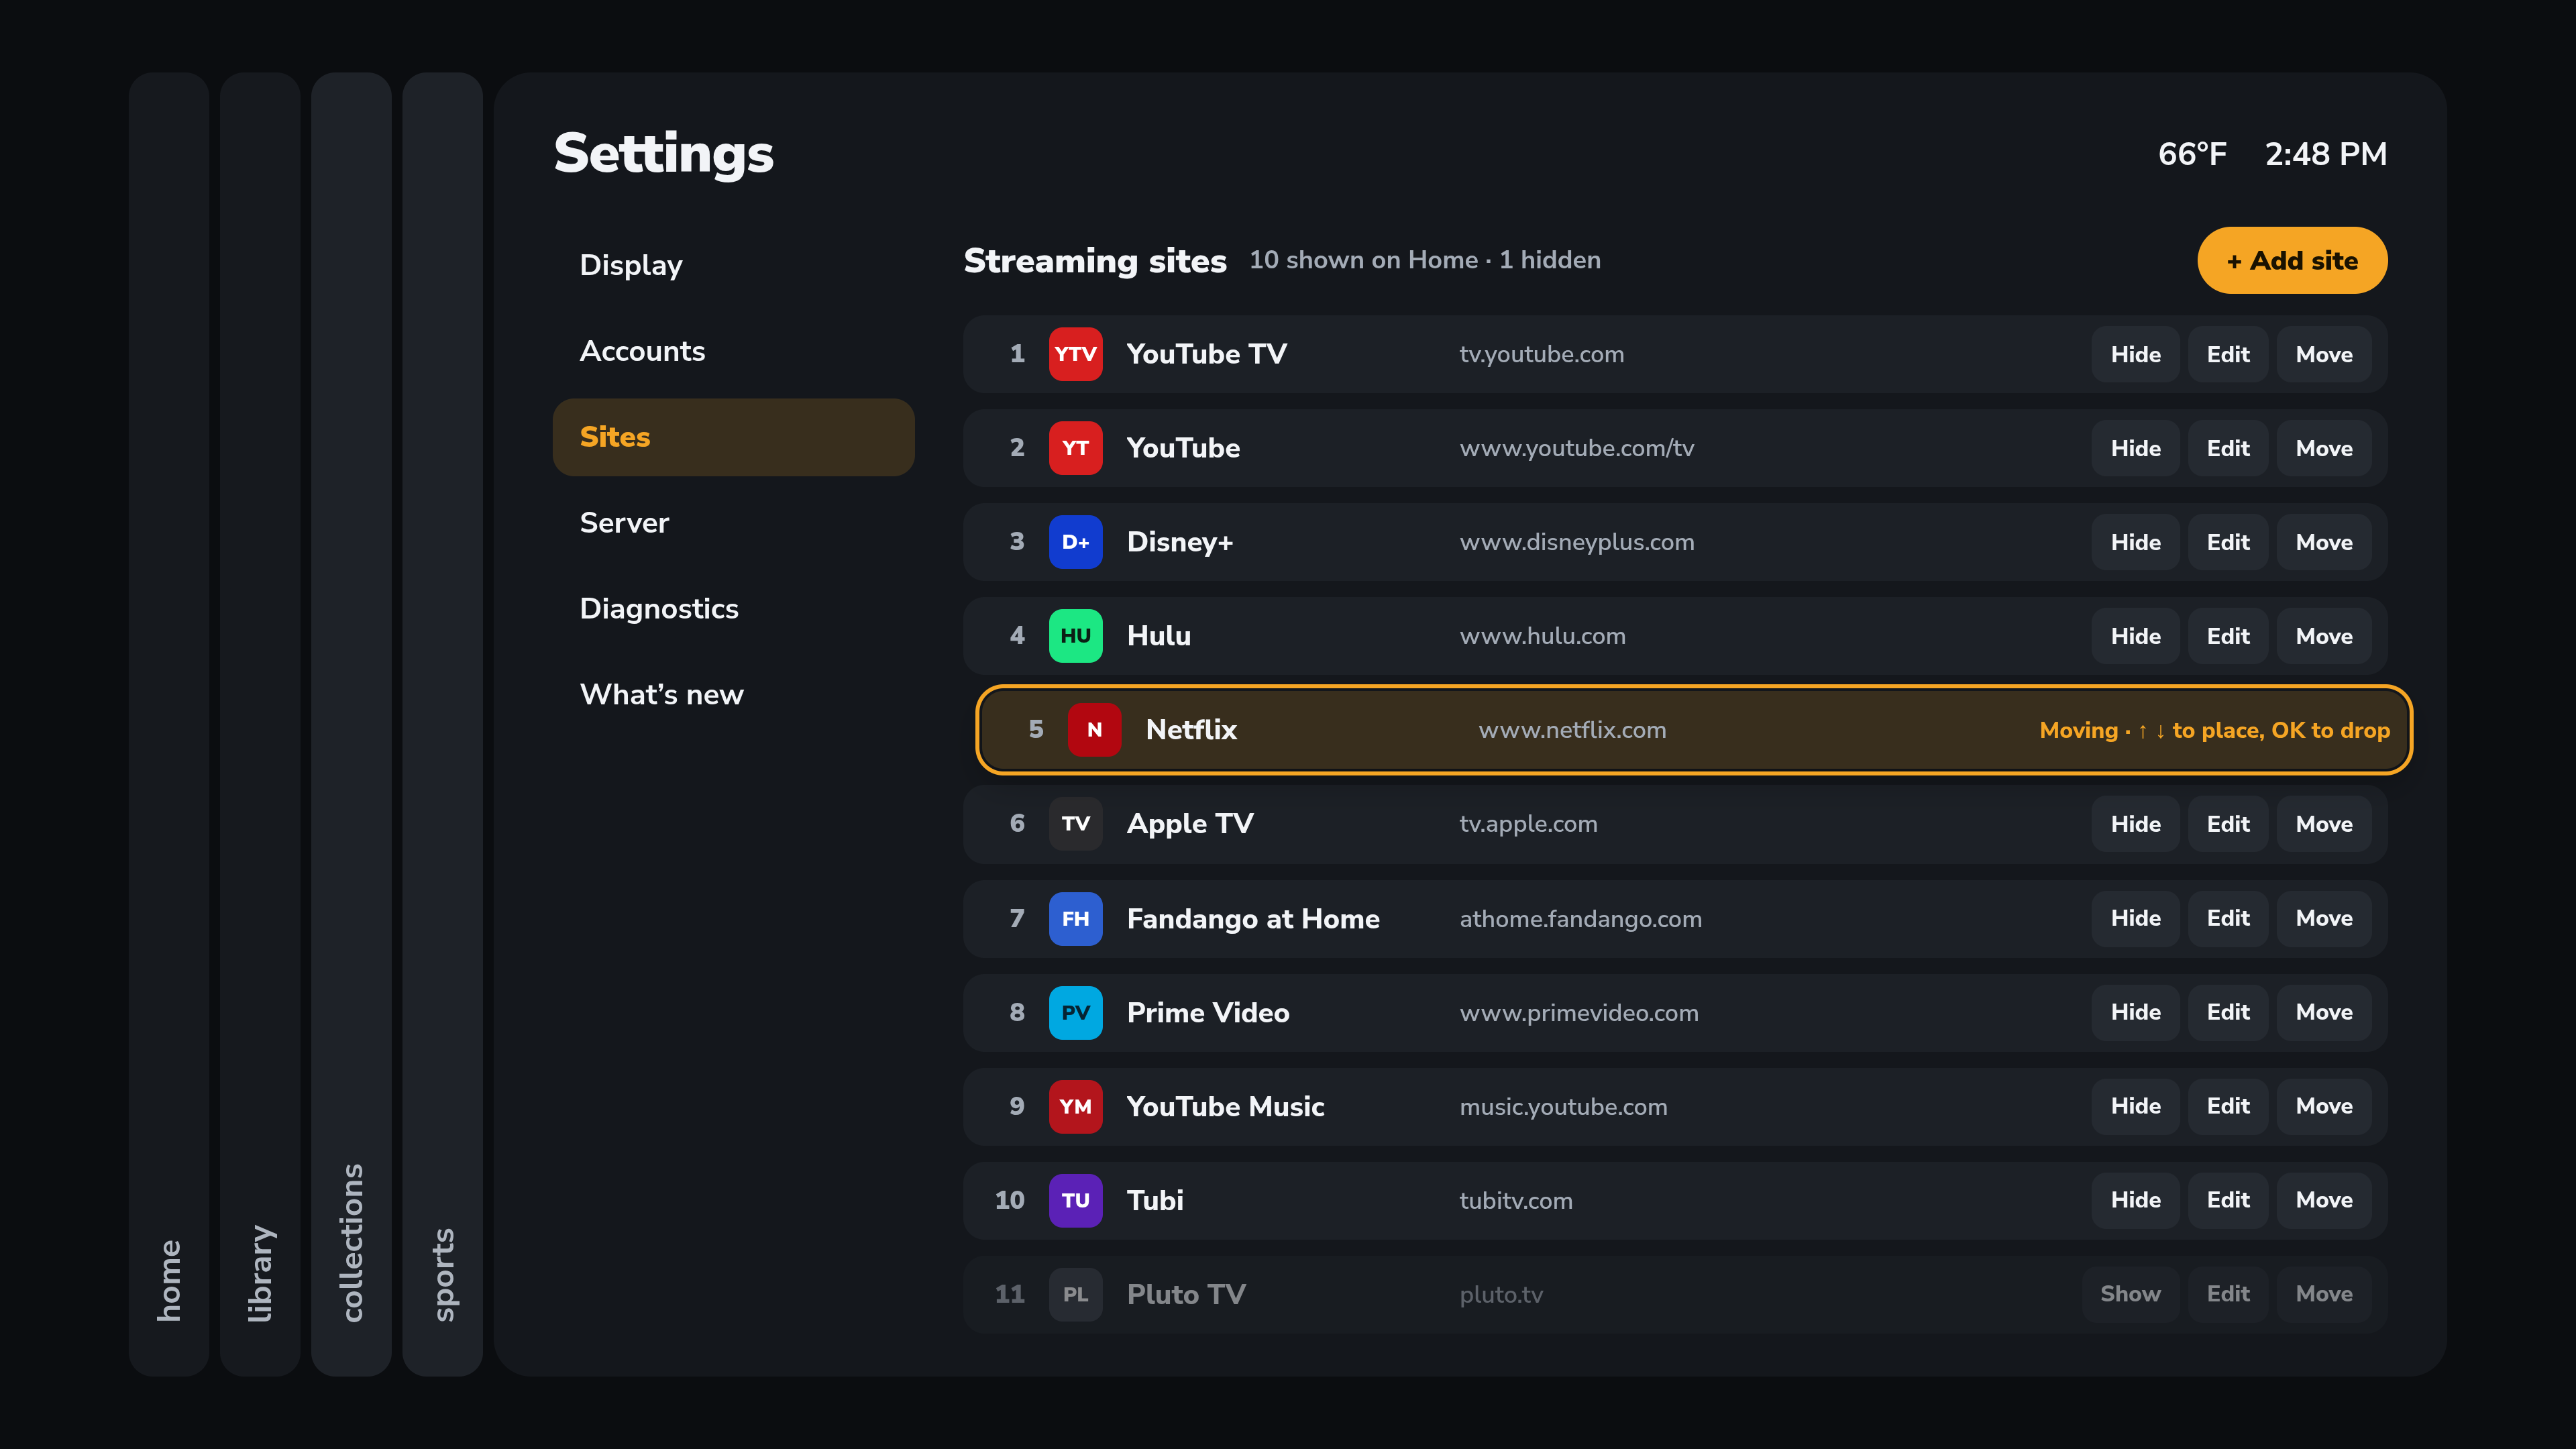 Settings
66°F 2:48 PM
Display
Accounts
Sites
Server
Diagnostics
What's new
Streaming sites 10 shown on Home · 1 hidden + Add site
1 YTV YouTube TV tv.youtube.com Hide Edit Move
2 YT YouTube www.youtube.com/tv Hide Edit Move
3 D+ Disney+ www.disneyplus.com Hide Edit Move
4 HU Hulu www.hulu.com Hide Edit Move
5 N Netflix www.netflix.com Moving · ↑ ↓ to place, OK to drop
6 TV Apple TV tv.apple.com Hide Edit Move
7 FH Fandango at Home athome.fandango.com Hide Edit Move
8 PV Prime Video www.primevideo.com Hide Edit Move
9 YM YouTube Music music.youtube.com Hide Edit Move
10 TU Tubi tubitv.com Hide Edit Move
11 PL Pluto TV pluto.tv Show Edit Move
home
library
collections
sports